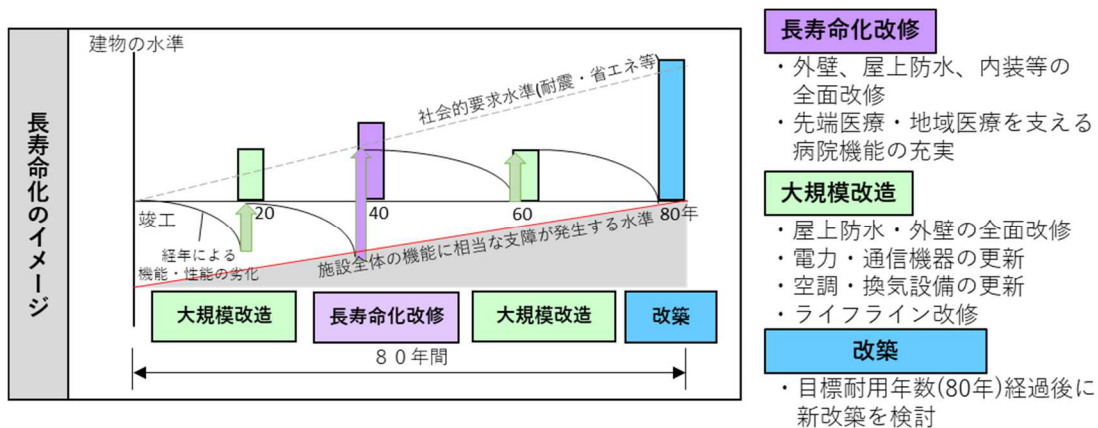 長寿命化のイメージ
建物の水準
社会的要求水準(耐震・省エネ等)
竣工
20
40
60
80年
経年による
機能・性能の劣化
施設全体の機能に相当な支障が発生する水準
大規模改造
長寿命化改修
大規模改造
改築
８０年間
長寿命化改修
・外壁、屋上防水、内装等の
全面改修
・先端医療・地域医療を支える
病院機能の充実
大規模改造
・屋上防水・外壁の全面改修
・電力・通信機器の更新
・空調・換気設備の更新
・ライフライン改修
改築
・目標耐用年数(80年)経過後に
新改築を検討